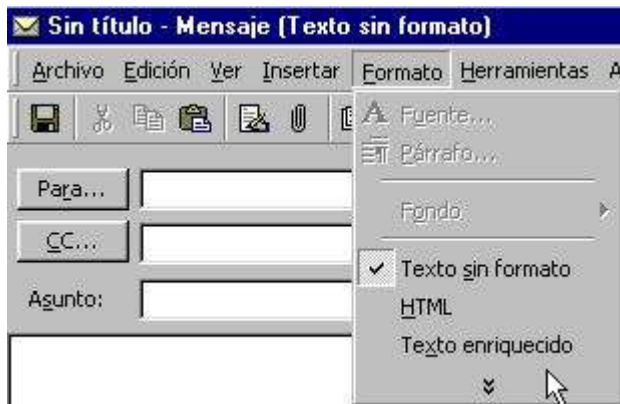 Sin título - Mensaje (Texto sin formato)
Archivo Edición Ver Insertar Formato Herramientas A
Fuente...
Párrafo...
Fondo
Texto sin formato
HTML
Texto enriquecido
Para...
CC...
Asunto: